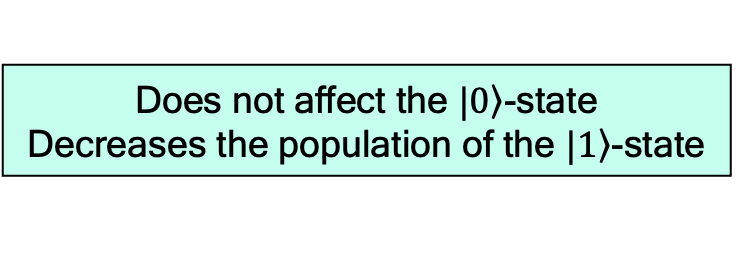 Does not affect the |0⟩-state
Decreases the population of the |1⟩-state